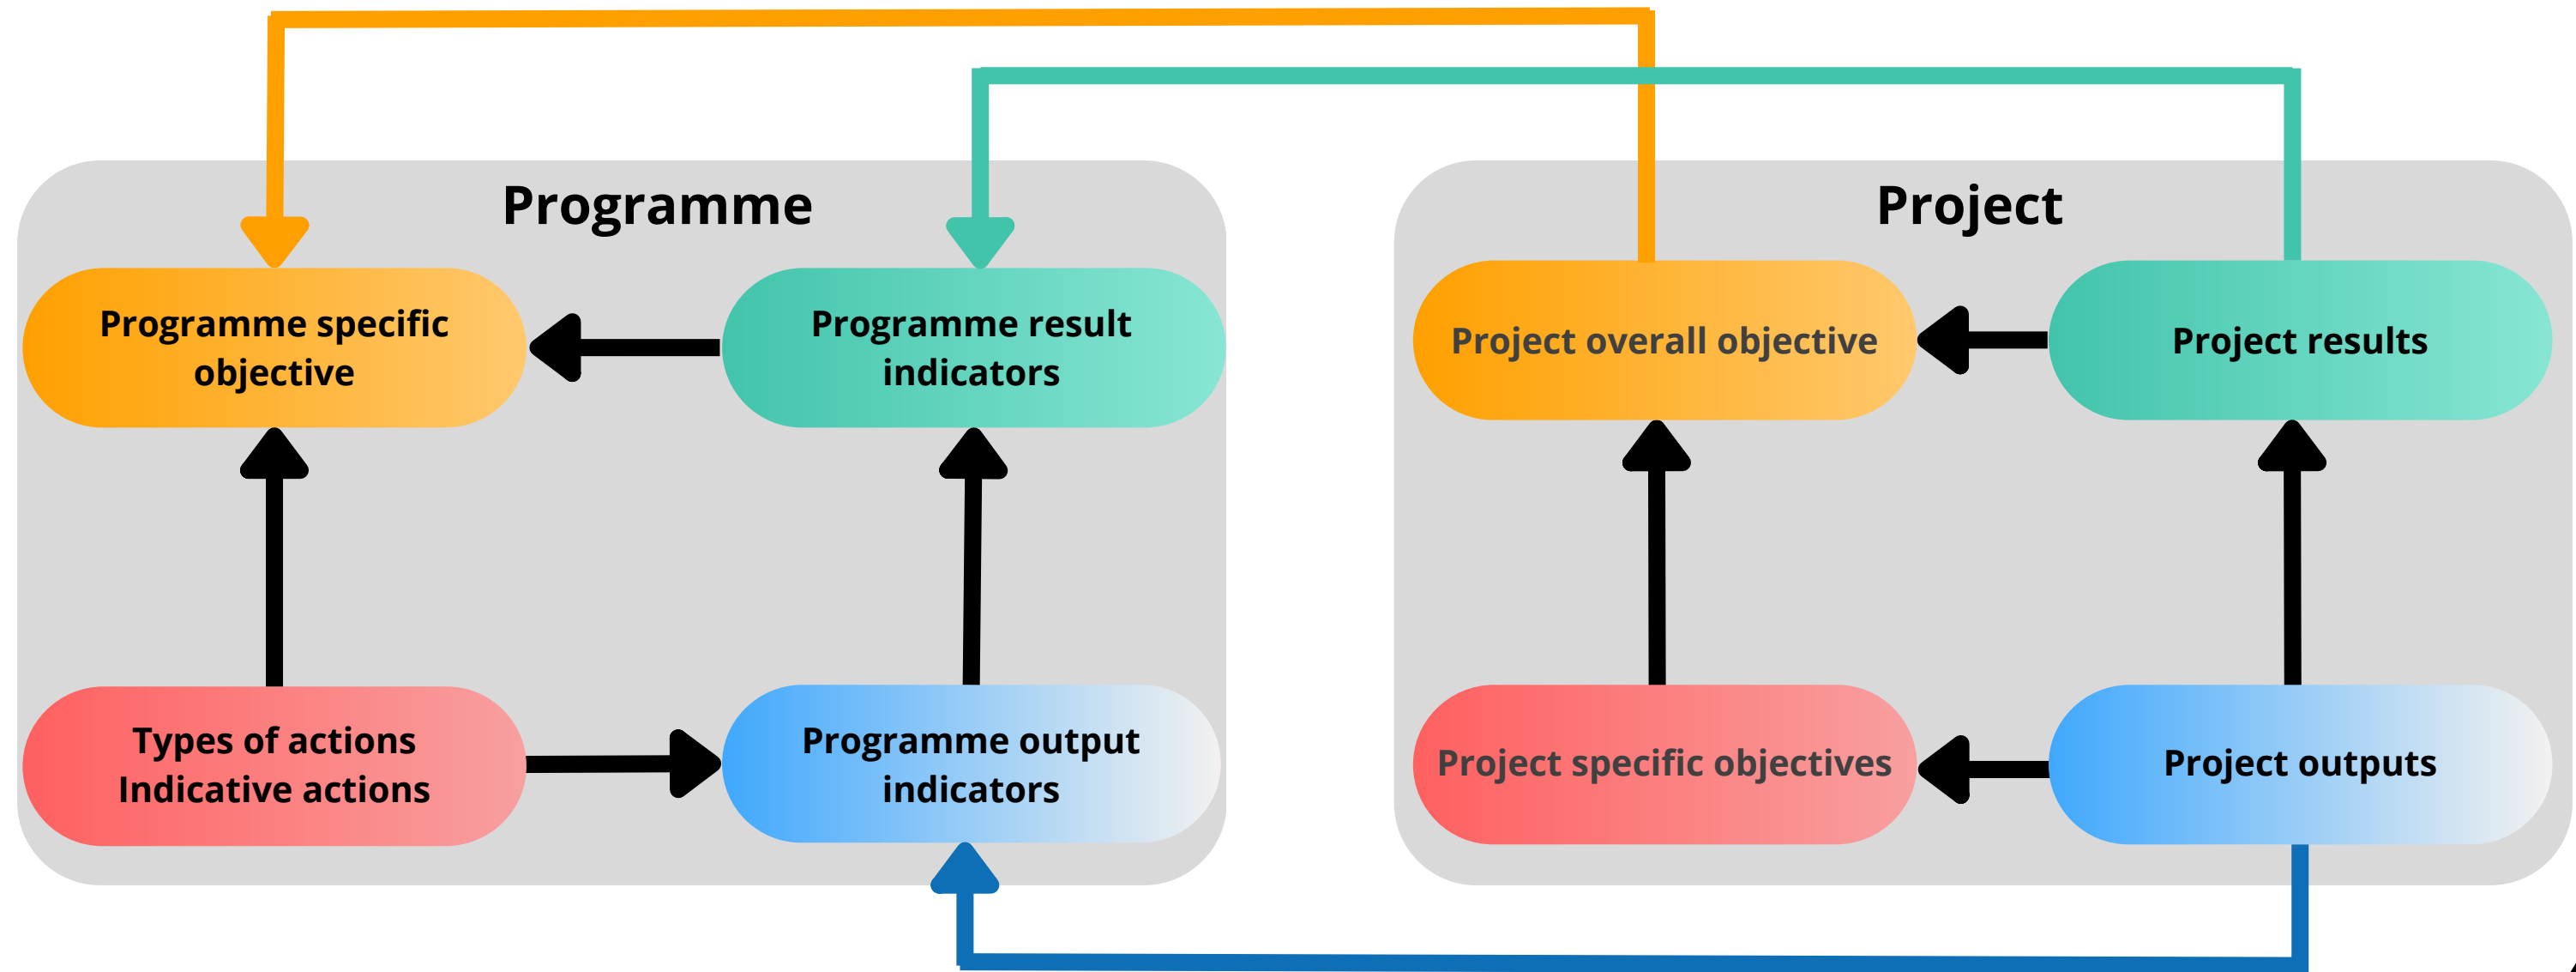 Programme
Programme specific
objective
Programme result
indicators
Types of actions
Indicative actions
Programme output
indicators
Project
Project overall objective
Project results
Project specific objectives
Project outputs